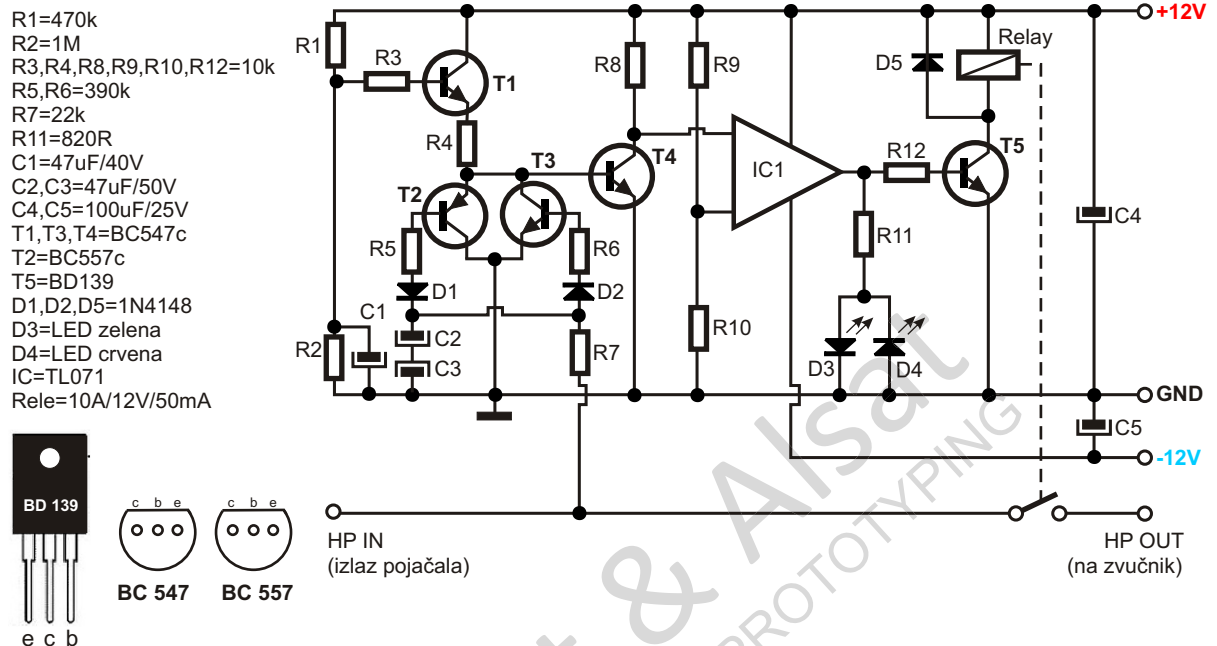 R1=470k
R2=1M
R3,R4,R8,R9,R10,R12=10k
R5,R6=390k
R7=22k
R11=820R
C1=47uF/40V
C2,C3=47uF/50V
C4,C5=100uF/25V
T1,T3,T4=BC547c
T2=BC557c
T5=BD139
D1,D2,D5=1N4148
D3=LED zelena
D4=LED crvena
IC=TL071
Rele=10A/12V/50mA
BD 139
e c b
c b e
BC 547
c b e
BC 557
+12V
R1
R3
T1
R8
R9
D5
Relay
R4
T3
T4
IC1
R12
T5
T2
R5
R6
R11
C4
D1
D2
C1
C2
R10
R2
C3
R7
D3
D4
GND
C5
-12V
HP IN
(izlaz pojačala)
HP OUT
(na zvučnik)
& Alsat
PROTOTYPING